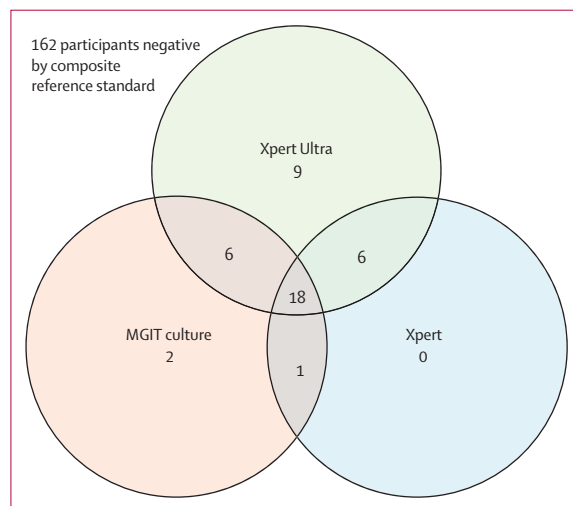 162 participants negative
by composite
reference standard
Xpert Ultra
9
6
6
18
MGIT culture
2
Xpert
0
1